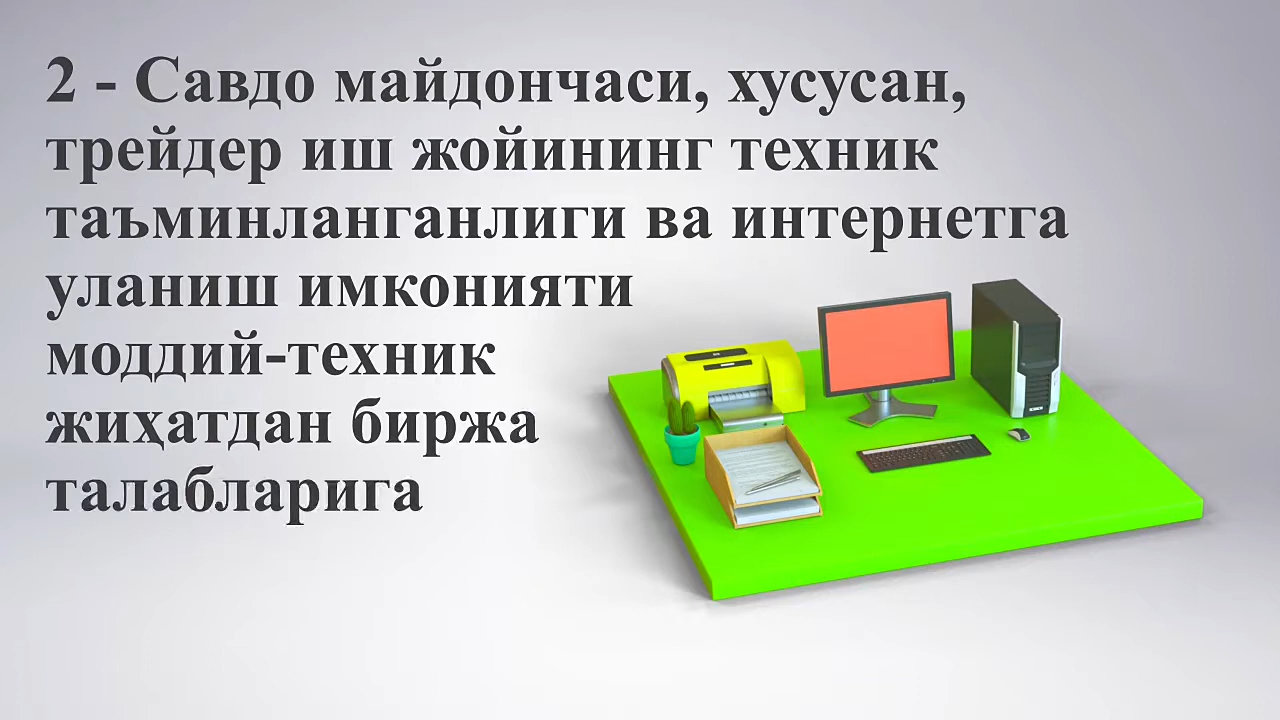 2 - Савдо майдончаси, хусусан,
трейдер иш жойининг техник
таъминланганлиги ва интернетга
уланиш имконияти
моддий-техник
жиҳатдан биржа
талабларига